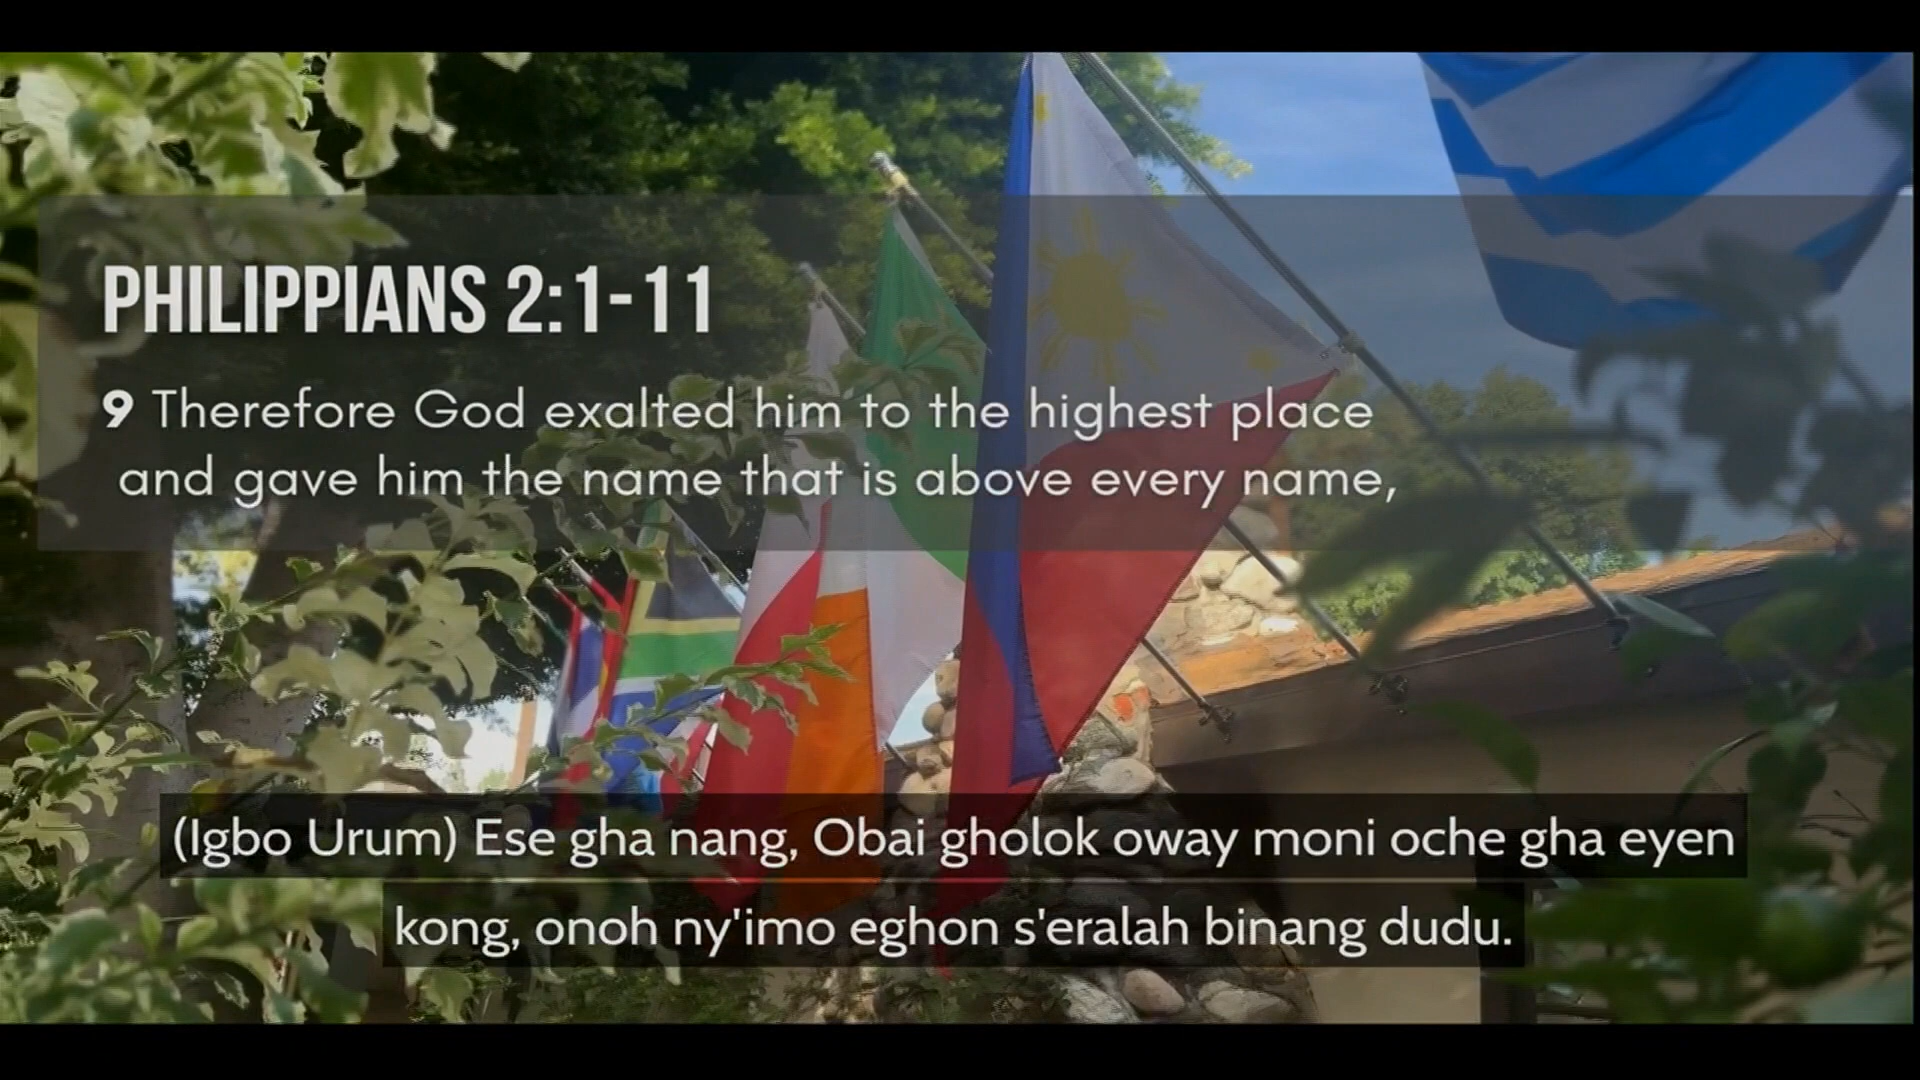 PHILIPPIANS 2:1-11
9 Therefore God exalted him to the highest place
and gave him the name that is above every name,
(Igbo Urum) Ese gha nang, Obai gholok oway moni oche gha eyen
kong, onoh ny'imo eghon s'eralah binang dudu.